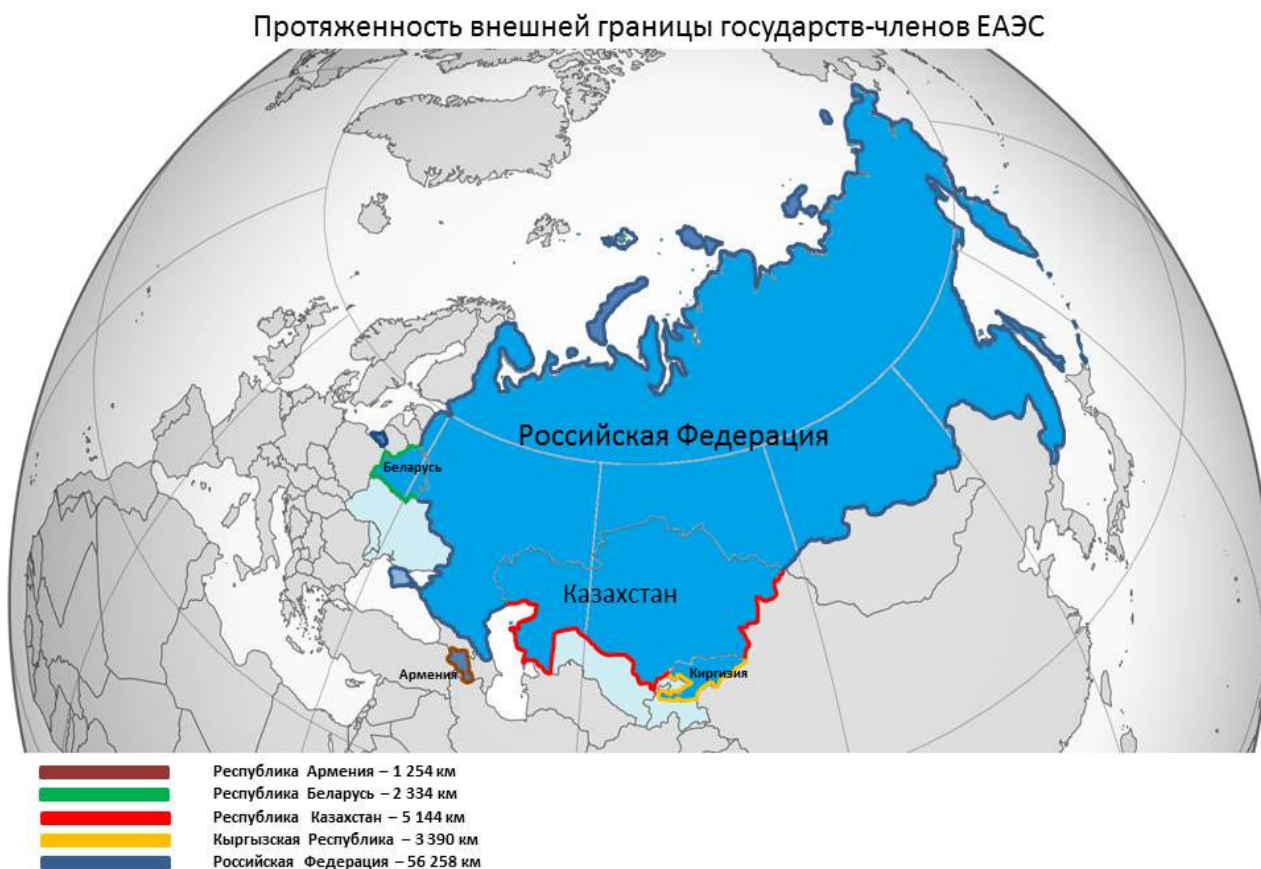 Протяженность внешней границы государств-членов ЕАЭС
Российская Федерация
Беларусь
Казахстан
Армения
Киргизия
Республика Армения – 1 254 км
Республика Беларусь – 2 334 км
Республика Казахстан – 5 144 км
Кыргызская Республика – 3 390 км
Российская Федерация – 56 258 км